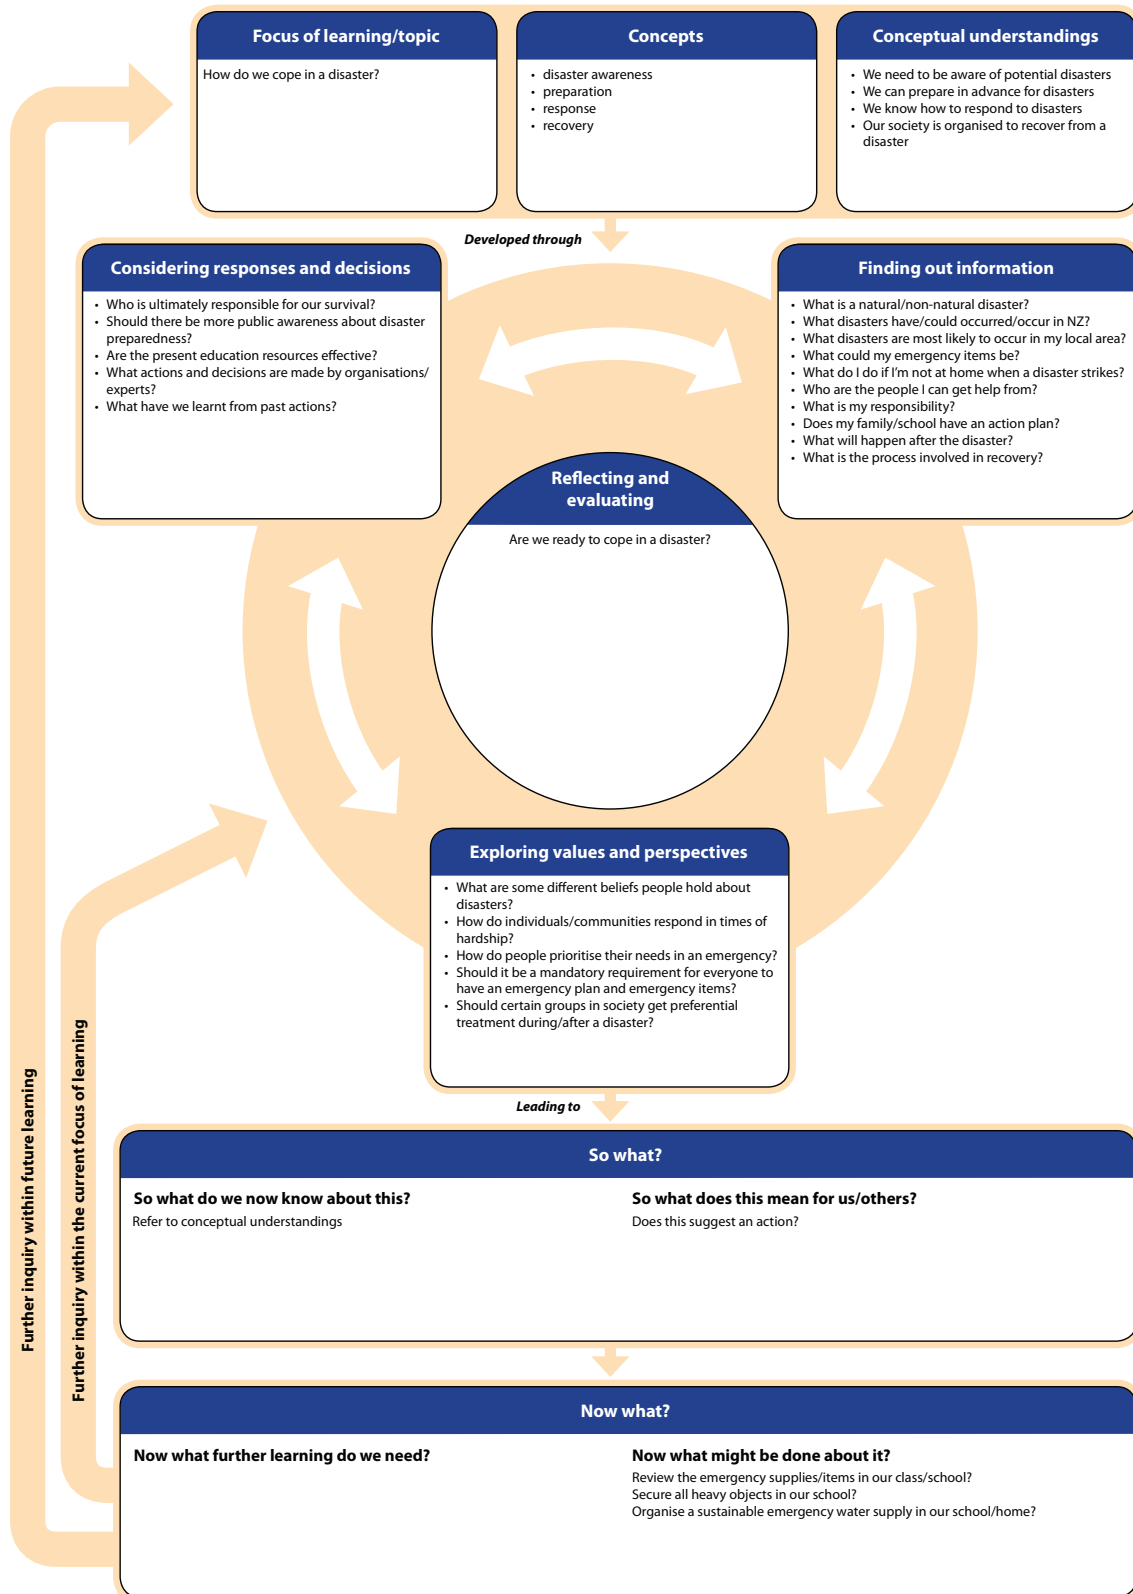 Focus of learning/topic
How do we cope in a disaster?
Concepts
• disaster awareness
• preparation
• response
• recovery
Conceptual understandings
• We need to be aware of potential disasters
• We can prepare in advance for disasters
• We know how to respond to disasters
• Our society is organised to recover from a
disaster
Developed through
Considering responses and decisions
• Who is ultimately responsible for our survival?
• Should there be more public awareness about disaster
preparedness?
• Are the present education resources effective?
• What actions and decisions are made by organisations/
experts?
• What have we learnt from past actions?
Finding out information
• What is a natural/non-natural disaster?
• What disasters have/could occurred/occur in NZ?
• What disasters are most likely to occur in my local area?
• What could my emergency items be?
• What do I do if I'm not at home when a disaster strikes?
• Who are the people I can get help from?
• What is my responsibility?
• Does my family/school have an action plan?
• What will happen after the disaster?
• What is the process involved in recovery?
Reflecting and
evaluating
Are we ready to cope in a disaster?
Exploring values and perspectives
• What are some different beliefs people hold about
disasters?
• How do individuals/communities respond in times of
hardship?
• How do people prioritise their needs in an emergency?
• Should it be a mandatory requirement for everyone to
have an emergency plan and emergency items?
• Should certain groups in society get preferential
treatment during/after a disaster?
Leading to
Further inquiry within future learning
Further inquiry within the current focus of learning
So what?
So what do we now know about this?
Refer to conceptual understandings
So what does this mean for us/others?
Does this suggest an action?
Now what?
Now what further learning do we need?
Now what might be done about it?
Review the emergency supplies/items in our class/school?
Secure all heavy objects in our school?
Organise a sustainable emergency water supply in our school/home?